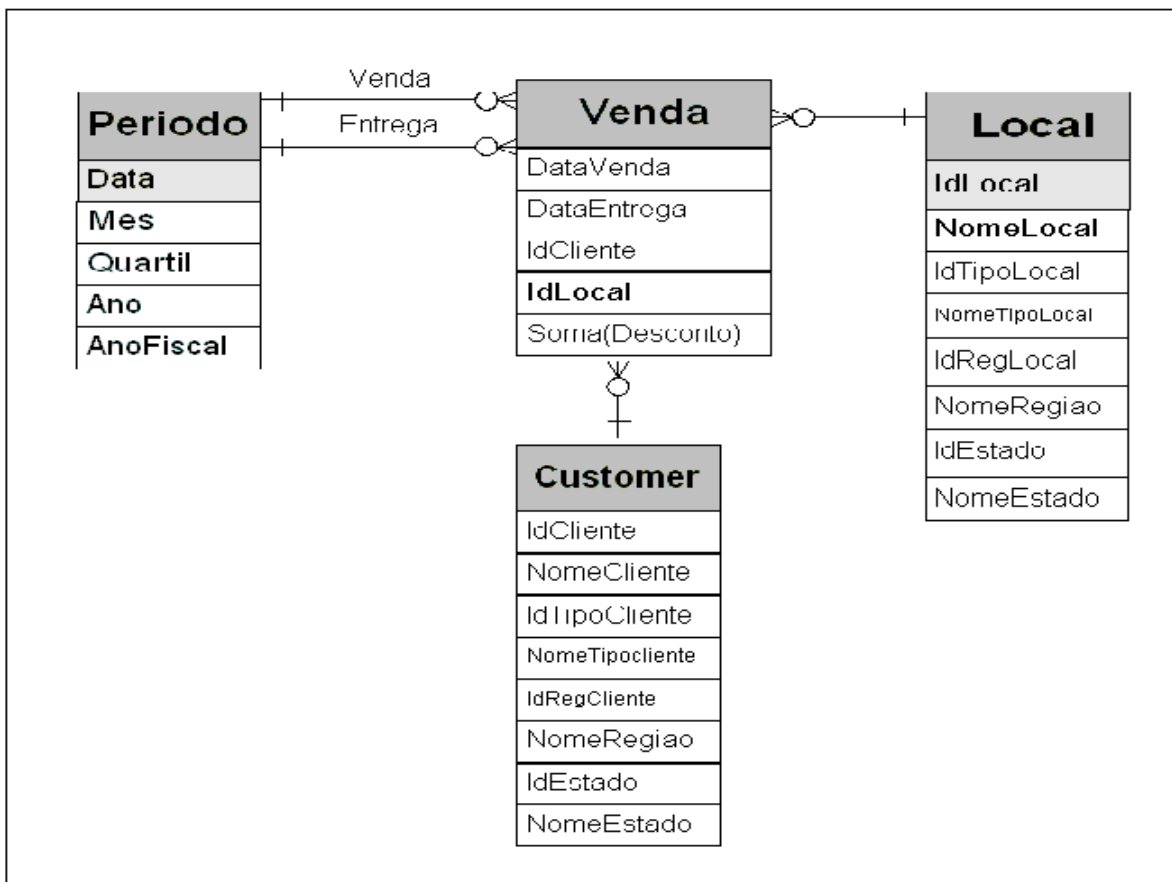 Venda
Entrega
Periodo
Data
Mes
Quartil
Ano
AnoFiscal
Venda
DataVenda
DataEntrega
IdCliente
IdLocal
Soma(Desconto)
Local
IdLocal
NomeLocal
IdTipoLocal
NomeTipoLocal
IdRegLocal
NomeRegiao
IdEstado
NomeEstado
Customer
IdCliente
NomeCliente
IdTipoCliente
NomeTipocliente
IdRegCliente
NomeRegiao
IdEstado
NomeEstado